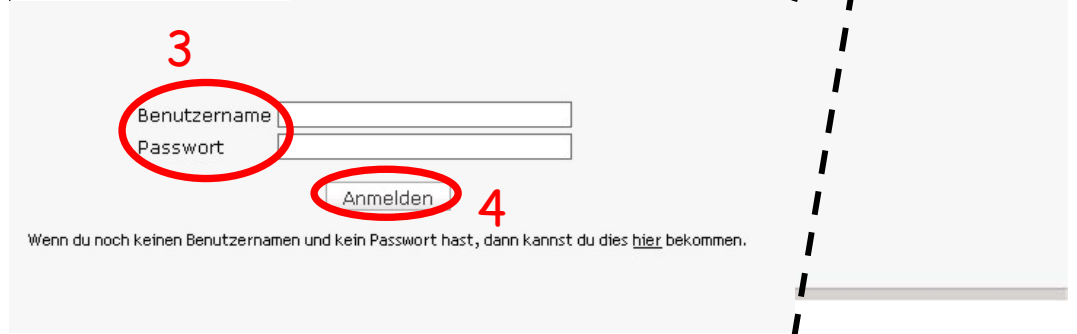 3
Benutzername
Passwort
Anmelden
4
Wenn du noch keinen Benutzernamen und kein Passwort hast, dann kannst du dies hier bekommen.